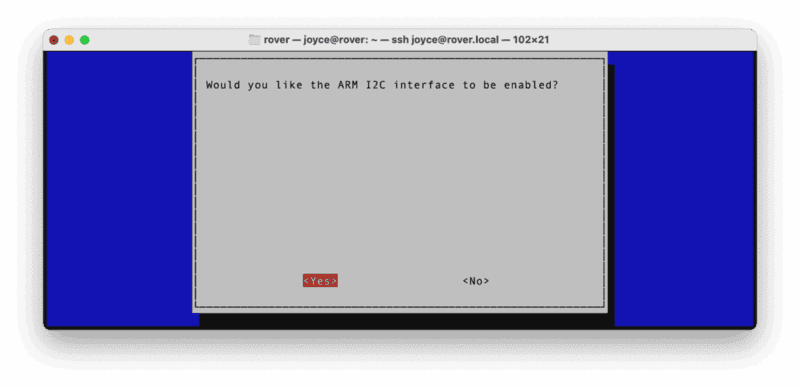 rover — joyce@rover: ~ — ssh joyce@rover.local — 102×21
Would you like the ARM I2C interface to be enabled?
<Yes> <No>